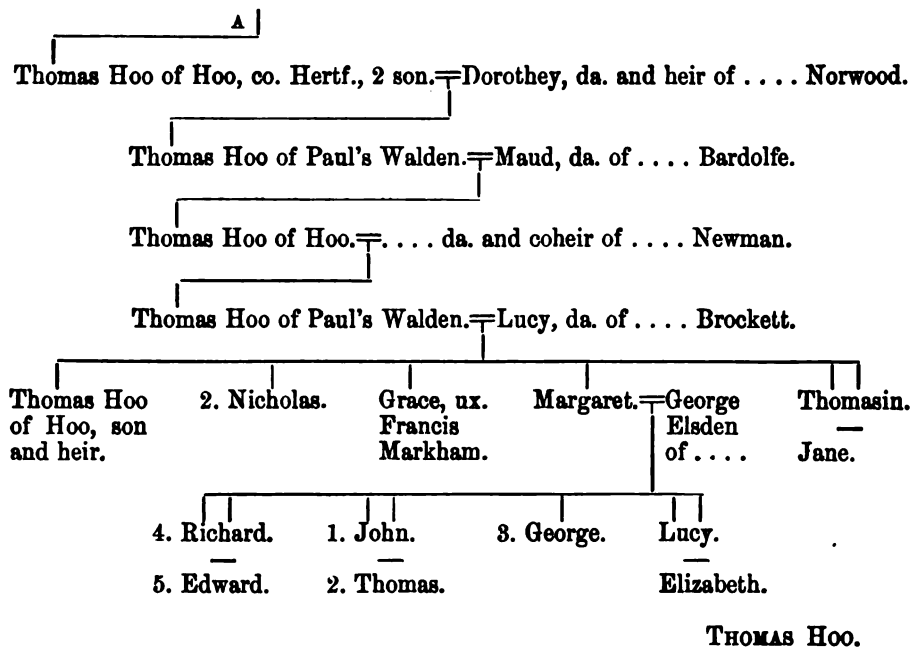 A
Thomas Hoo of Hoo, co. Hertf., 2 son.=Dorothey, da. and heir of .... Norwood.
Thomas Hoo of Paul's Walden.=Maud, da. of .... Bardolfe.
Thomas Hoo of Hoo.=.... da. and coheir of .... Newman.
Thomas Hoo of Paul's Walden.=Lucy, da. of .... Brockett.
Thomas Hoo 2. Nicholas. Grace, ux. Margaret.=George Thomasin.
of Hoo, son Francis Elsden —
and heir. Markham. of .... Jane.
4. Richard. 1. John. 3. George. Lucy.
— — —
5. Edward. 2. Thomas. Elizabeth.
THOMAS HOO.